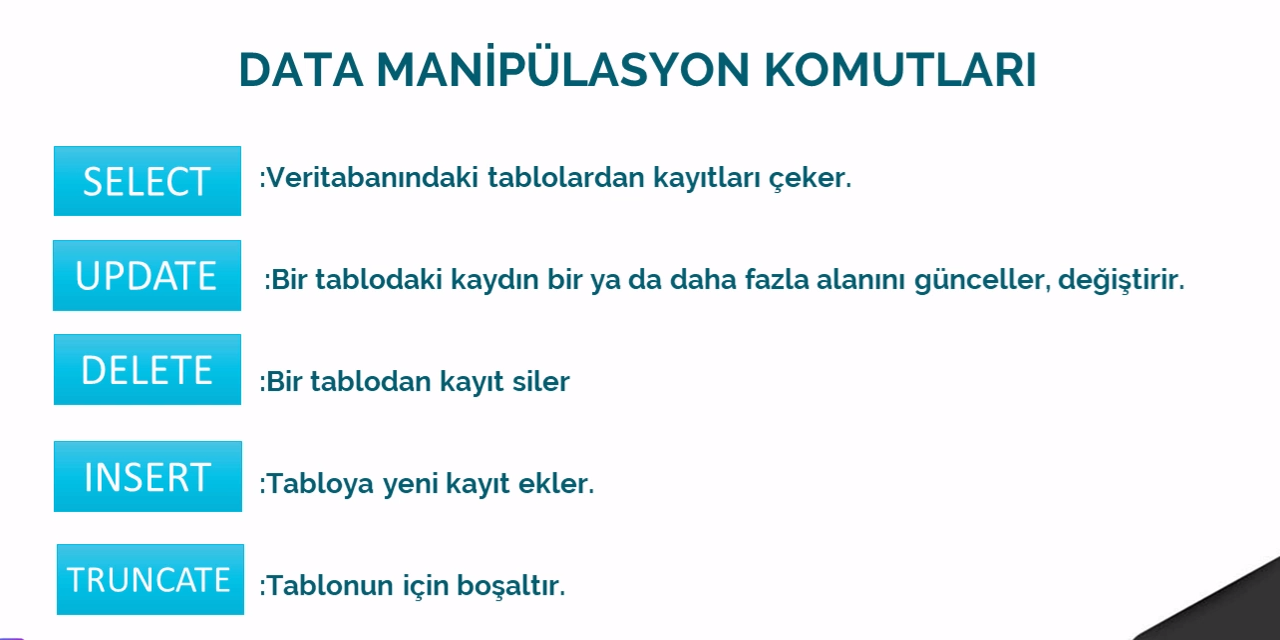 DATA MANİPÜLASYON KOMUTLARI
SELECT :Veritabanındaki tablolardan kayıtları çeker.
UPDATE :Bir tablodaki kaydın bir ya da daha fazla alanını günceller, değiştirir.
DELETE :Bir tablodan kayıt siler
INSERT :Tabloya yeni kayıt ekler.
TRUNCATE :Tablonun için boşaltır.